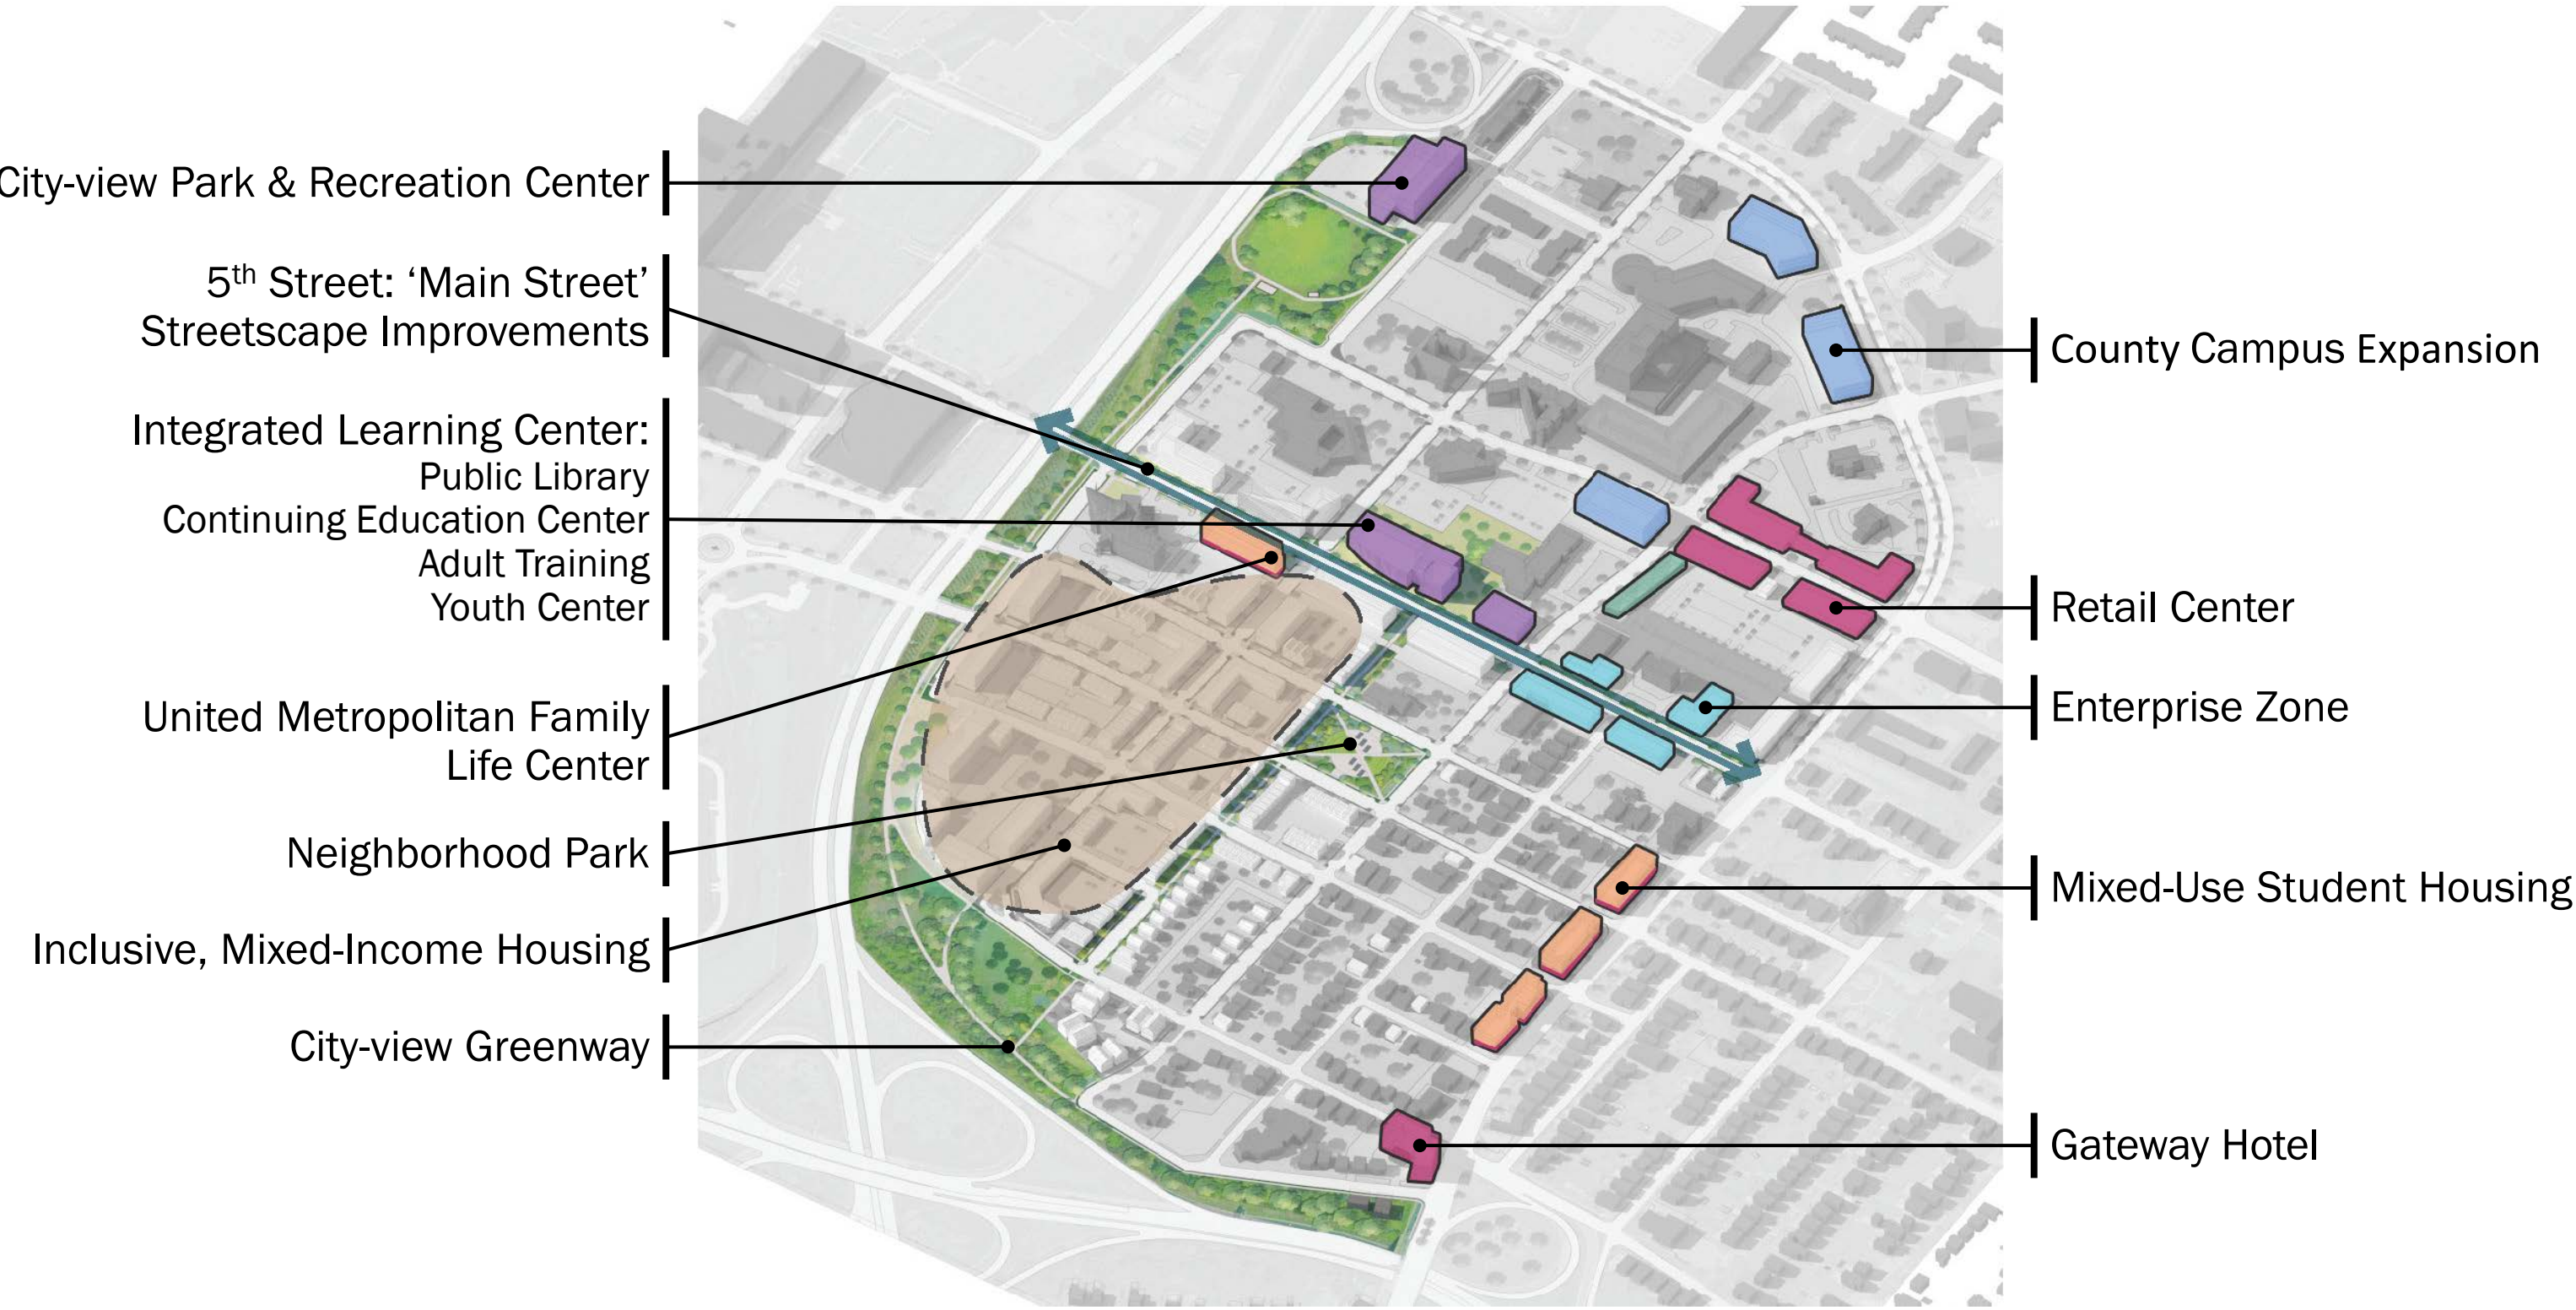 City-view Park & Recreation Center
5th Street: ‘Main Street’
Streetscape Improvements
Integrated Learning Center:
Public Library
Continuing Education Center
Adult Training
Youth Center
United Metropolitan Family
Life Center
Neighborhood Park
Inclusive, Mixed-Income Housing
City-view Greenway
County Campus Expansion
Retail Center
Enterprise Zone
Mixed-Use Student Housing
Gateway Hotel